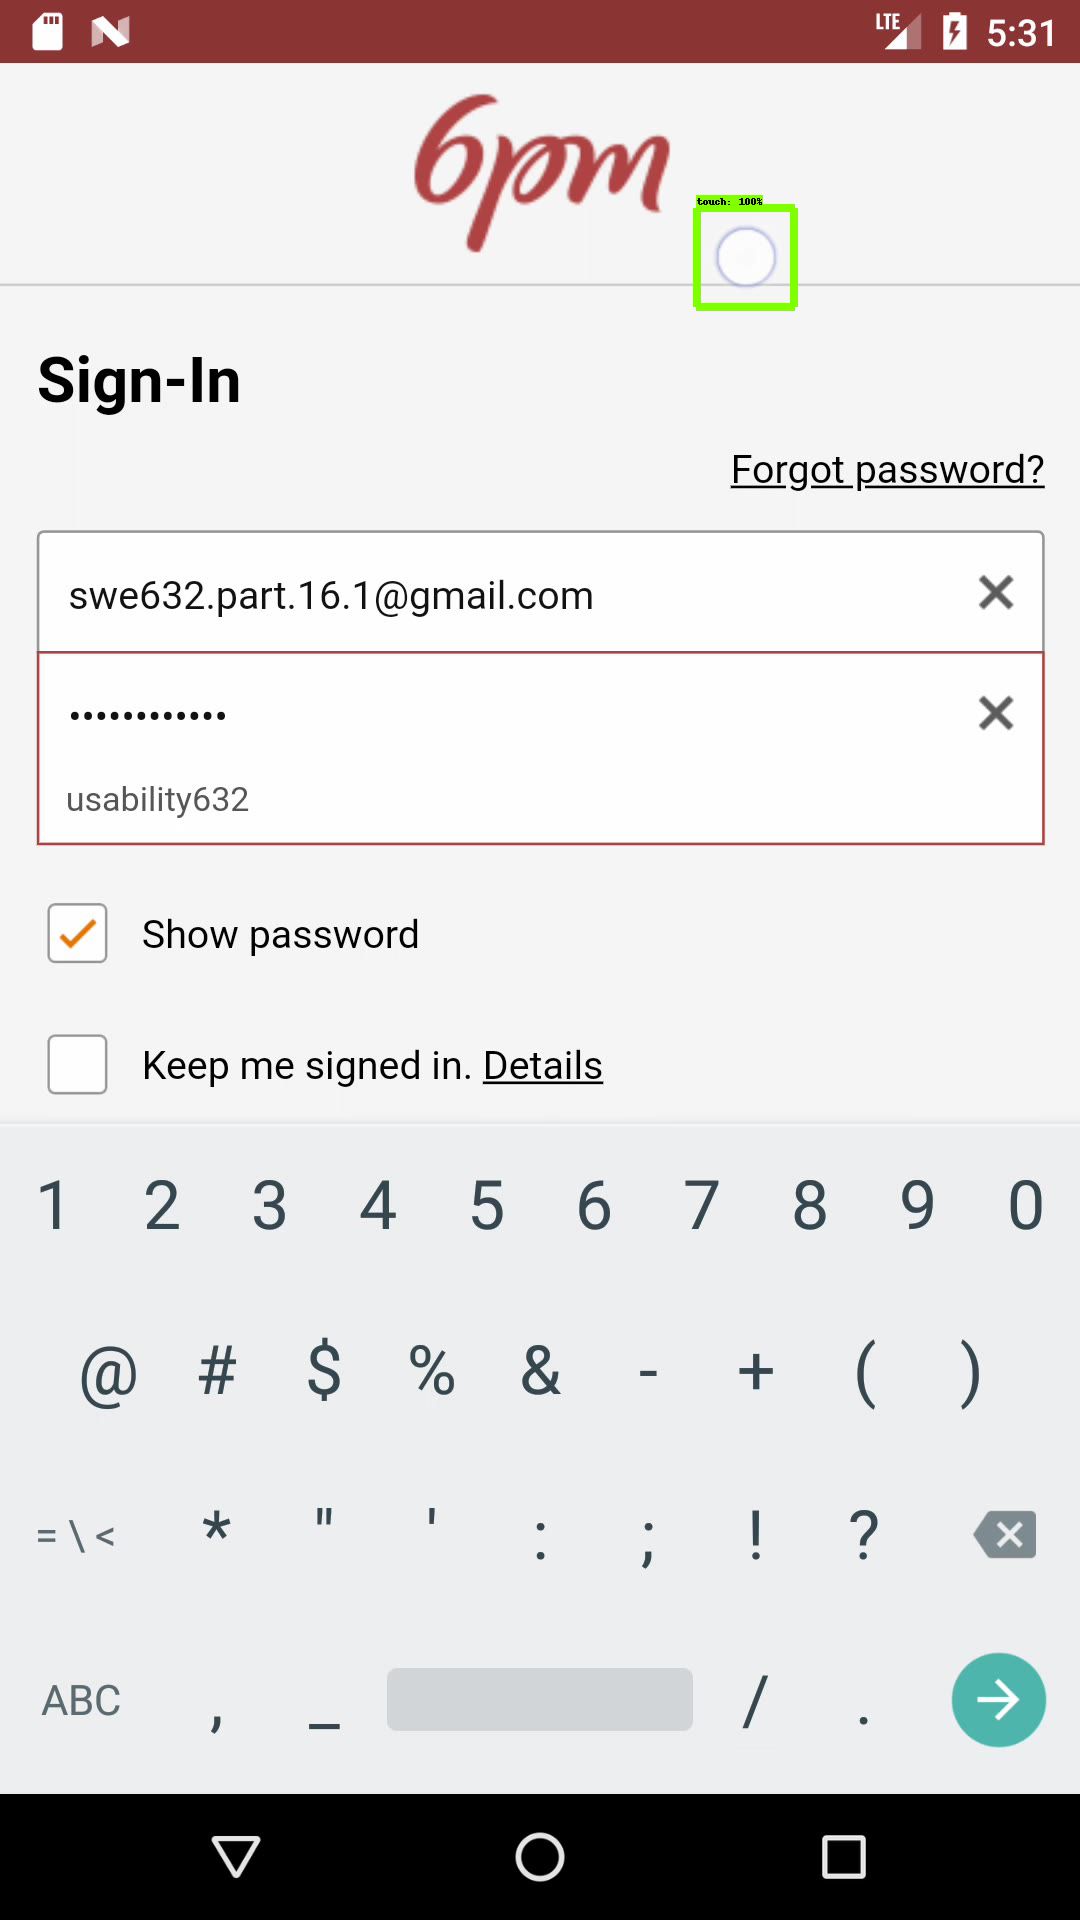 LTE 5:31
6pm
touch: 100%
Sign-In
Forgot password?
swe632.part.16.1@gmail.com
••••••••••••
usability632
Show password
Keep me signed in. Details
1 2 3 4 5 6 7 8 9 0
@ # $ % & - + ( )
= \ < * " ' : ; ! ?
ABC , _ / .